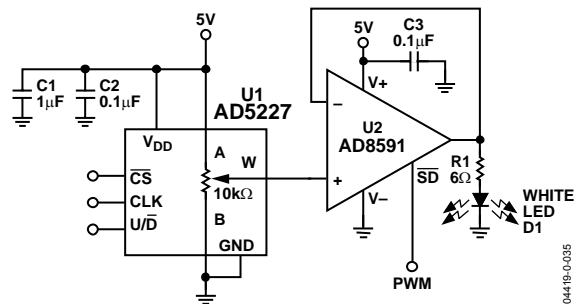 5V
C1
1µF
C2
0.1µF
U1
AD5227
VDD
A
W
CS
CLK
U/D
10kΩ
B
GND
5V
C3
0.1µF
V+
–
U2
AD8591
+
SD
V–
PWM
R1
6Ω
WHITE
LED
D1
04419-0-035